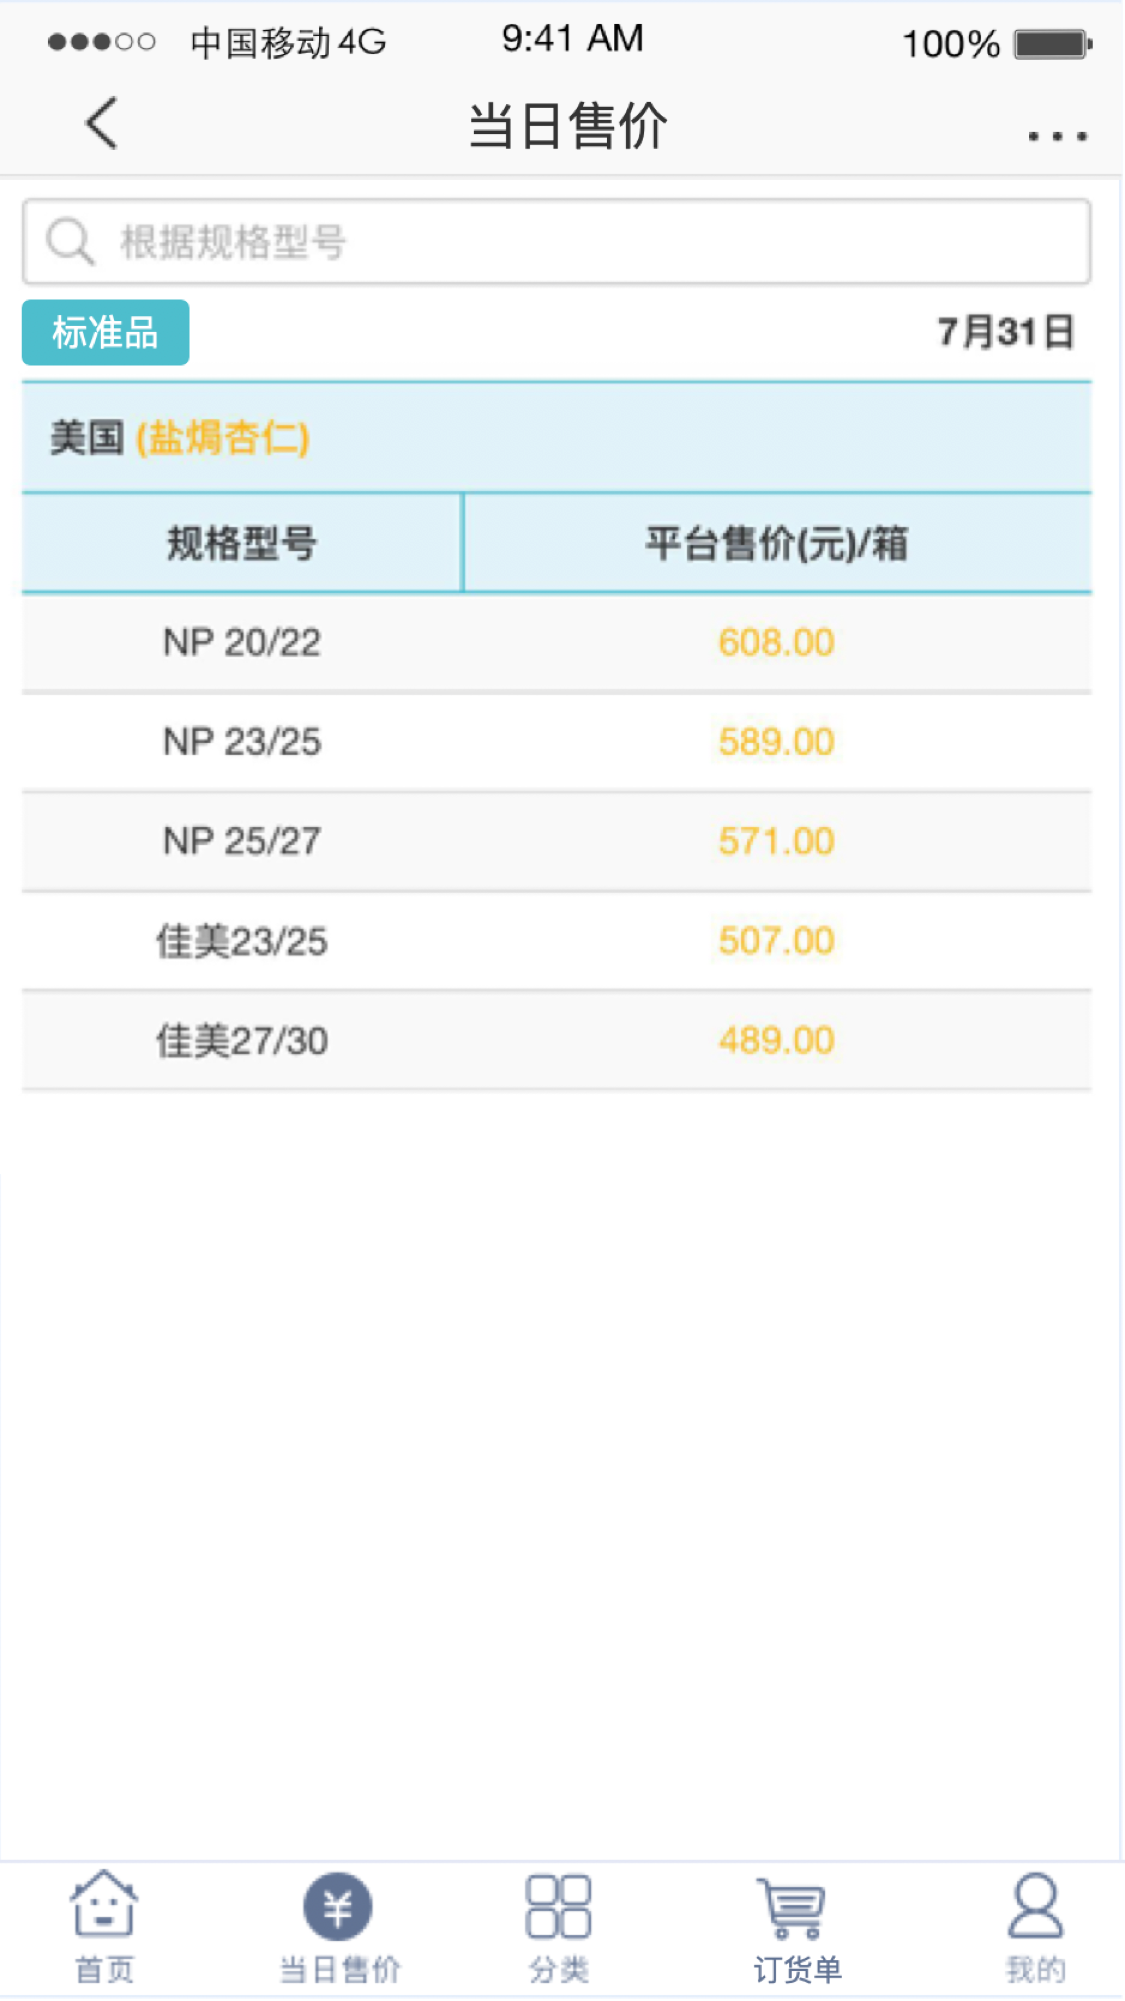 中国移动 4G 9:41 AM 100%
当日售价
根据规格型号
标准品 7月31日
美国 (盐焗杏仁)
规格型号 平台售价(元)/箱
NP 20/22 608.00
NP 23/25 589.00
NP 25/27 571.00
佳美23/25 507.00
佳美27/30 489.00
首页 当日售价 分类 订货单 我的